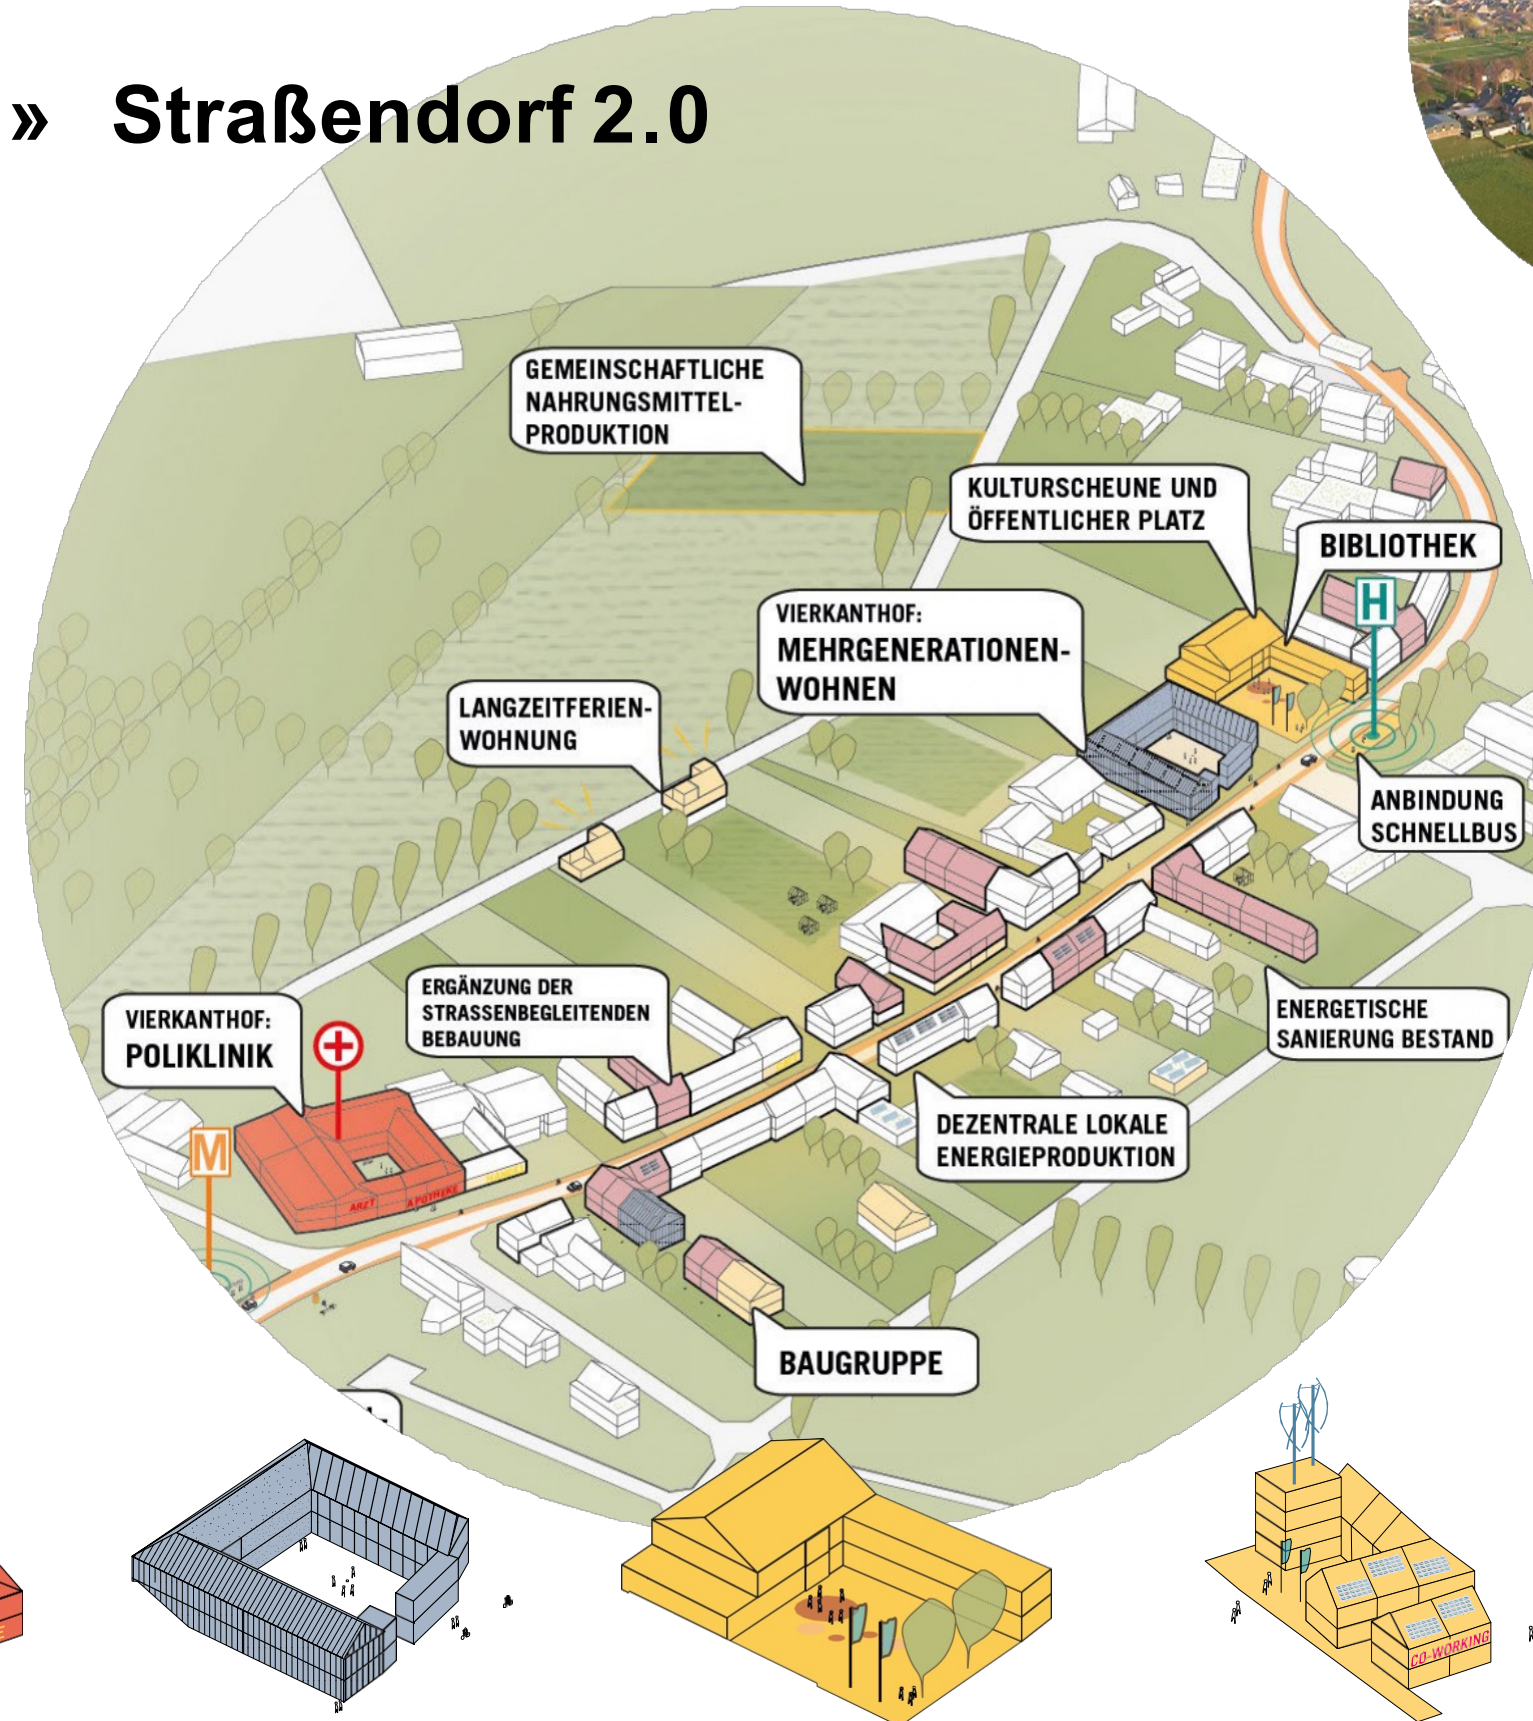 » Straßendorf 2.0
GEMEINSCHAFTLICHE
NAHRUNGSMITTEL-
PRODUKTION
KULTURSCHEUNE UND
ÖFFENTLICHER PLATZ
BIBLIOTHEK
H
VIERKANTHOF:
MEHRGENERATIONEN-
WOHNEN
LANGZEITFERIEN-
WOHNUNG
ANBINDUNG
SCHNELLBUS
ERGÄNZUNG DER
STRASSENBEGLEITENDEN
BEBAUUNG
ENERGETISCHE
SANIERUNG BESTAND
VIERKANTHOF:
POLIKLINIK
DEZENTRALE LOKALE
ENERGIEPRODUKTION
M
ARZT APOTHEKE
BAUGRUPPE
CO-WORKING